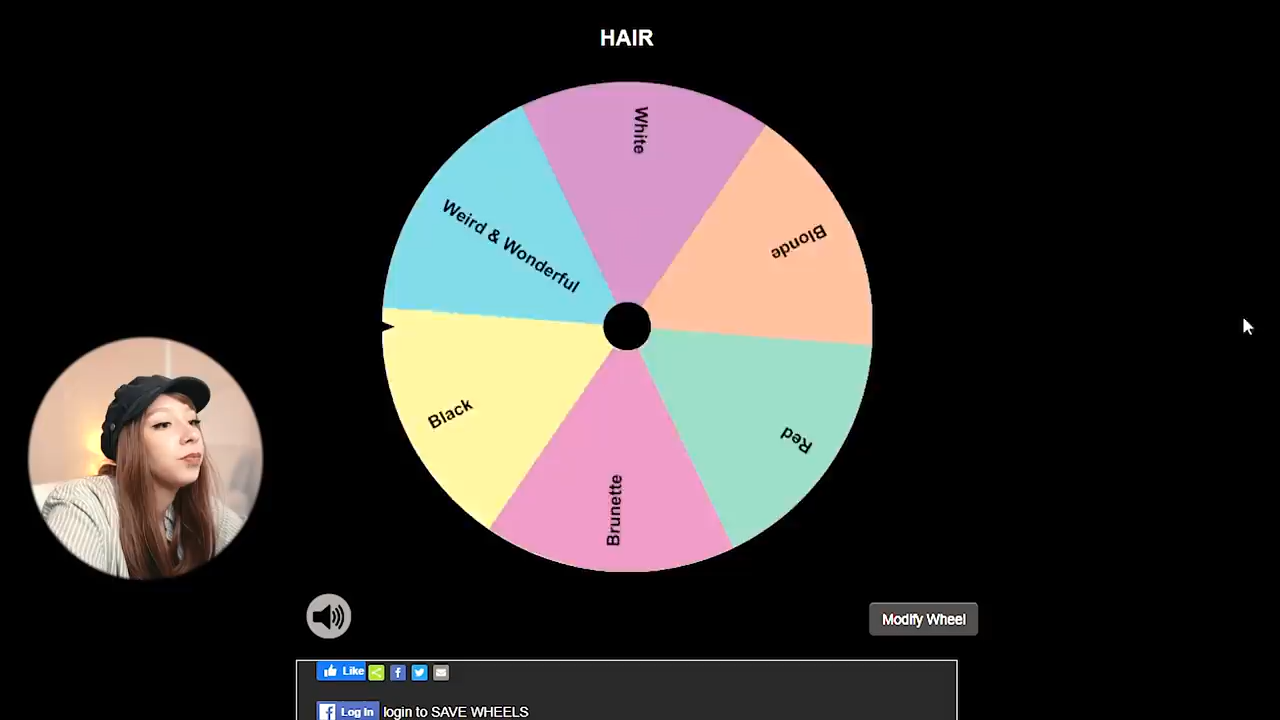 HAIR
White
Blonde
Weird & Wonderful
Black
Red
Brunette
Modify Wheel
Like
Log In login to SAVE WHEELS